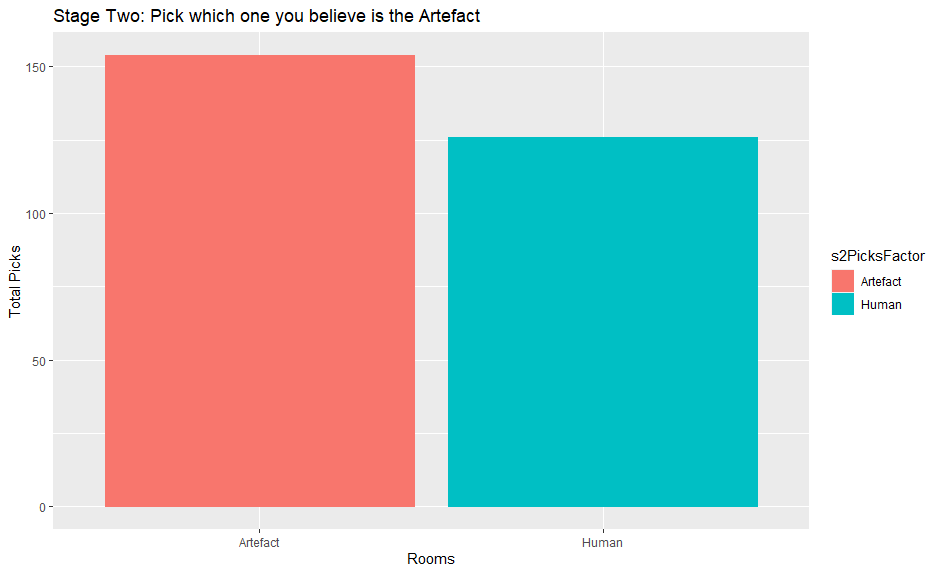 Stage Two: Pick which one you believe is the Artefact
150
100
50
0
Total Picks
Artefact
Human
Rooms
s2PicksFactor
Artefact
Human